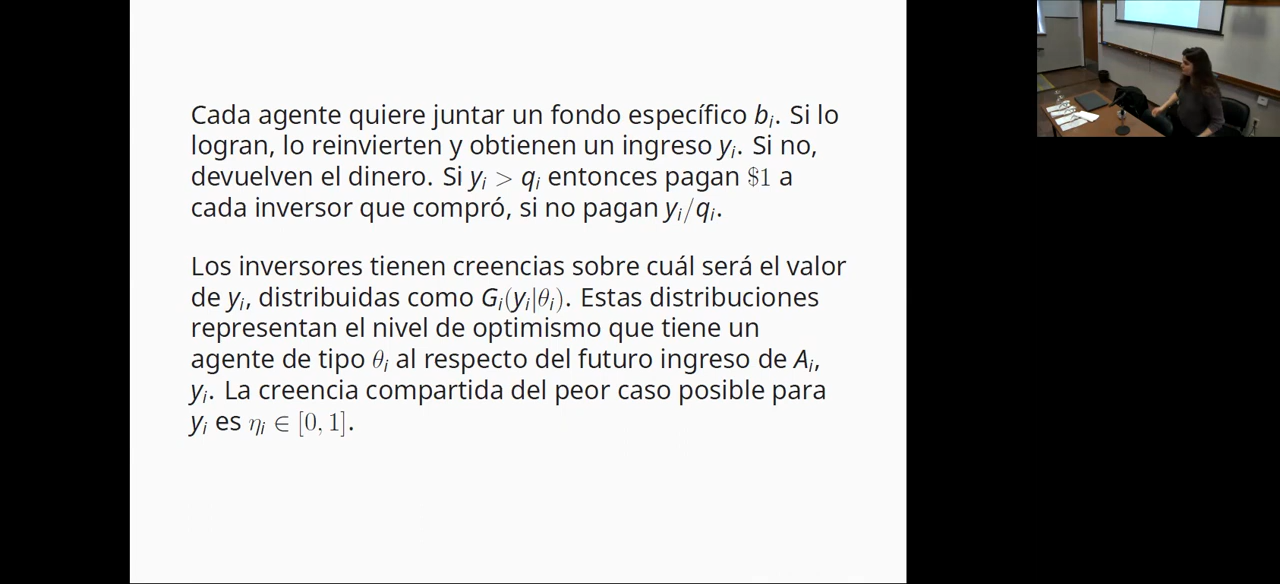 Cada agente quiere juntar un fondo específico bᵢ. Si lo
logran, lo reinvierten y obtienen un ingreso yᵢ. Si no,
devuelven el dinero. Si yᵢ > qᵢ entonces pagan $1 a
cada inversor que compró, si no pagan yᵢ/qᵢ.
Los inversores tienen creencias sobre cuál será el valor
de yᵢ, distribuidas como Gᵢ(yᵢ|θᵢ). Estas distribuciones
representan el nivel de optimismo que tiene un
agente de tipo θᵢ al respecto del futuro ingreso de Aᵢ,
yᵢ. La creencia compartida del peor caso posible para
yᵢ es ηᵢ ∈ [0, 1].